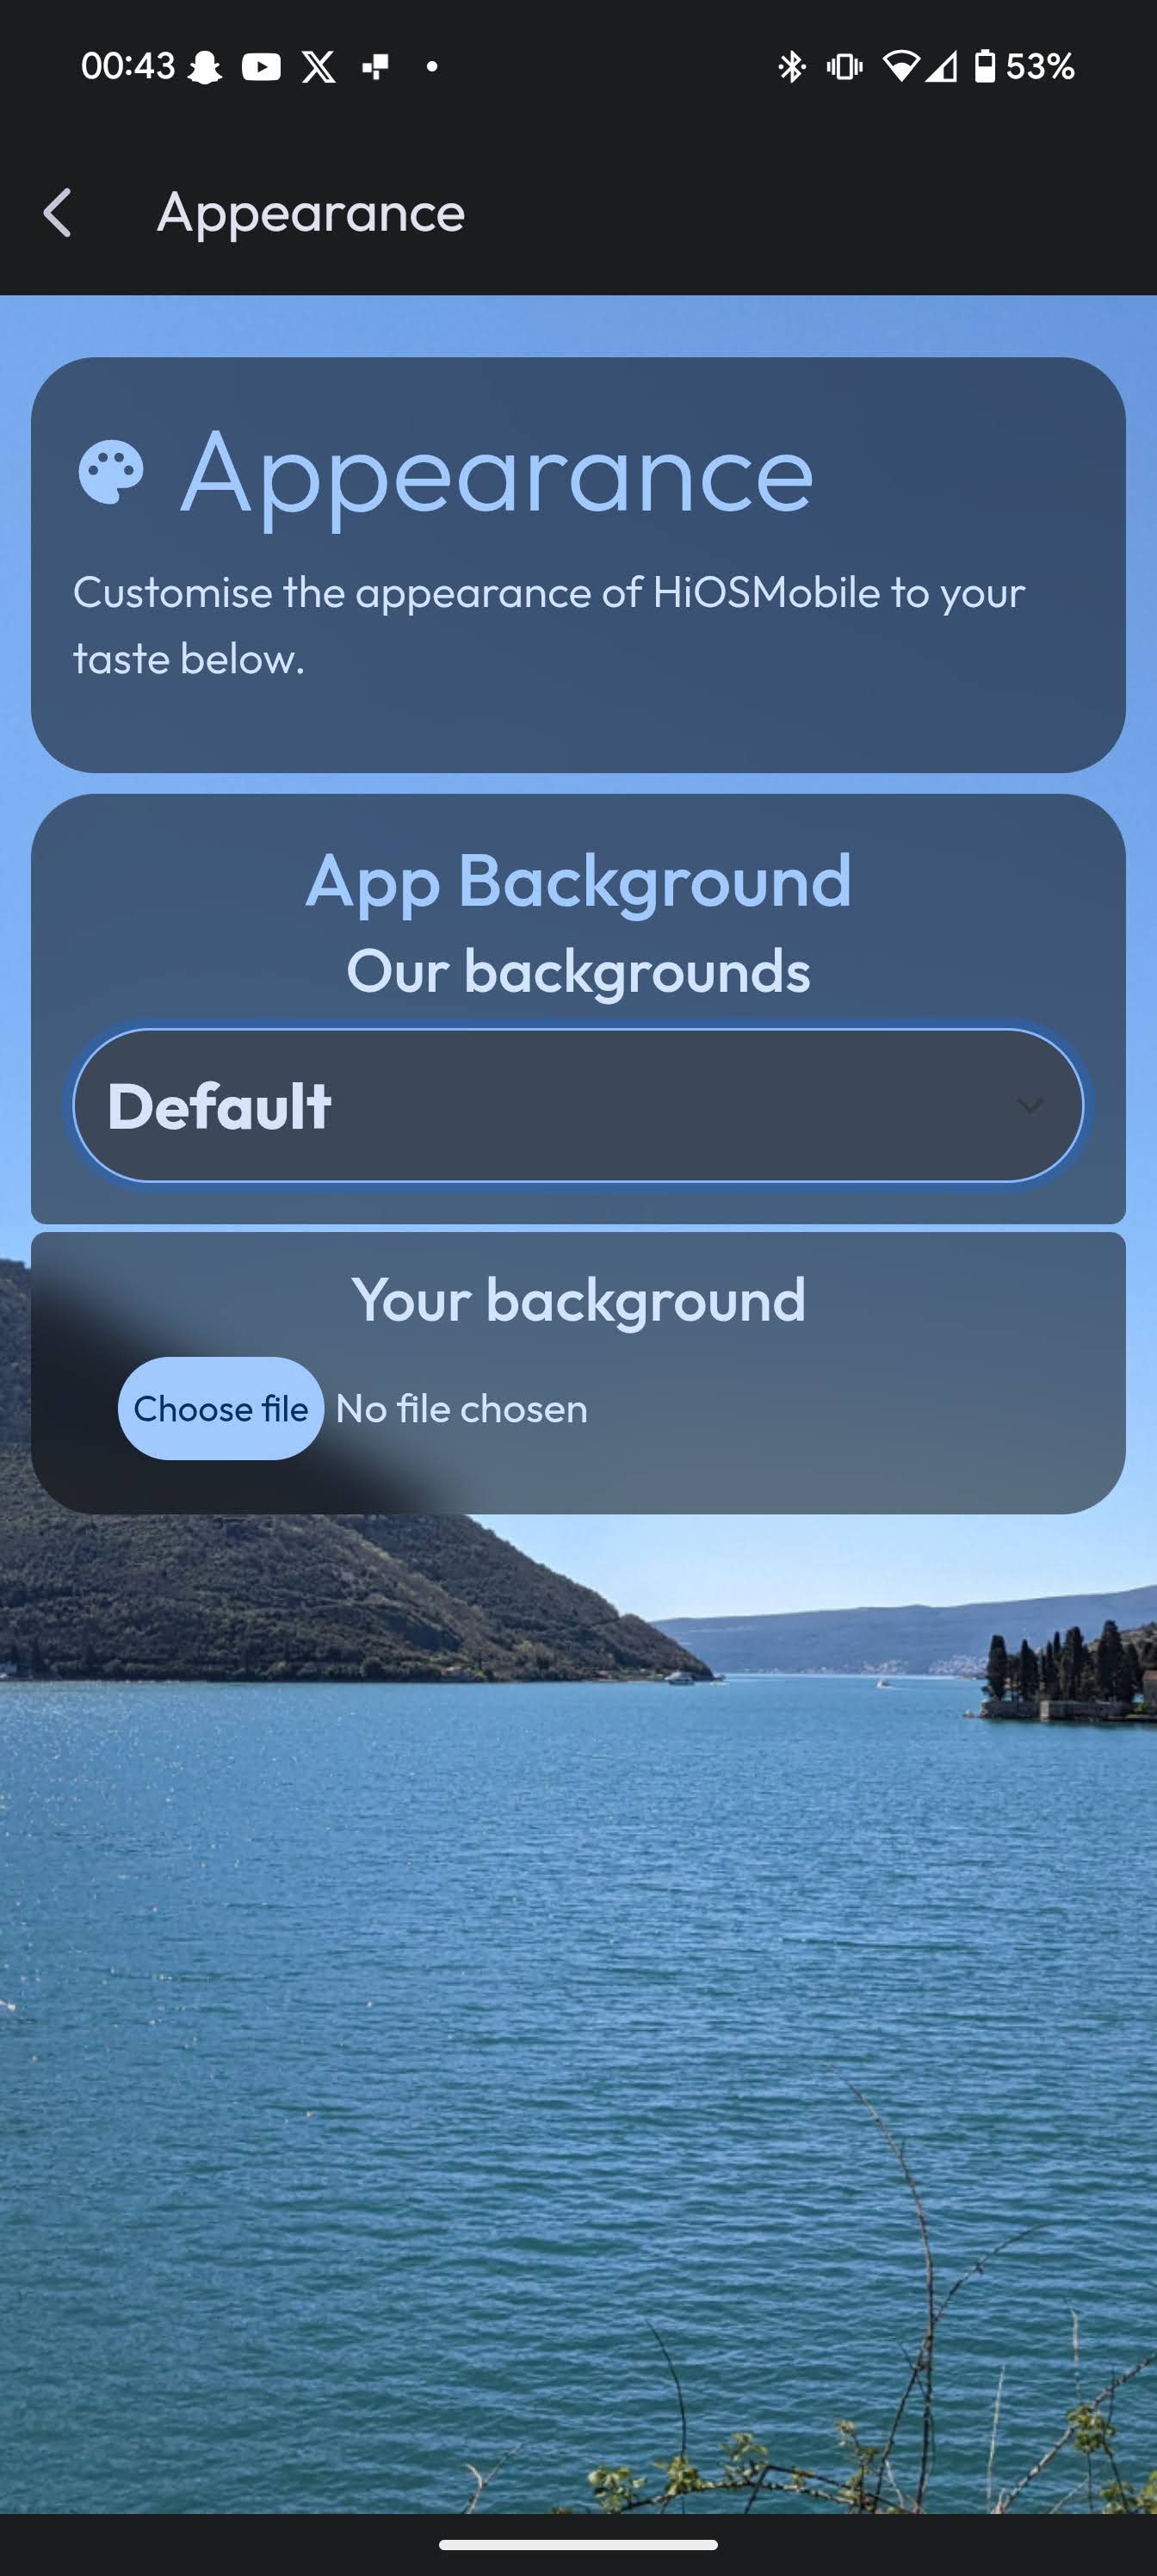 00:43 53%
Appearance
Appearance
Customise the appearance of HiOSMobile to your
taste below.
App Background
Our backgrounds
Default
Your background
Choose file No file chosen